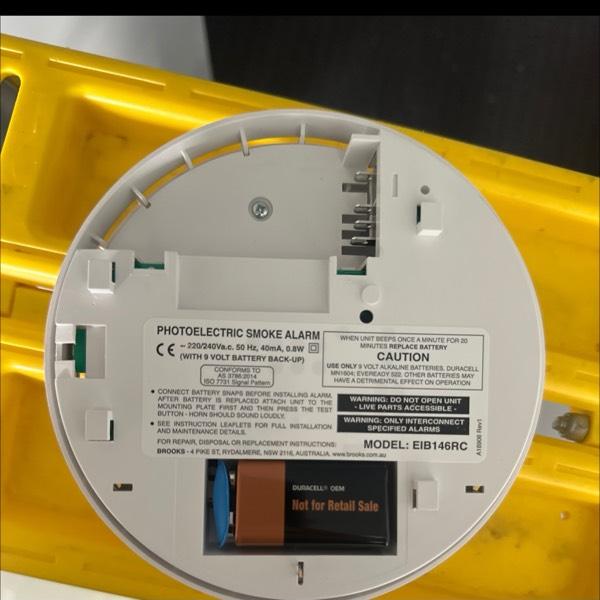 PHOTOELECTRIC SMOKE ALARM
CE ~ 220/240Va.c. 50 Hz, 40mA, 0.8W
(WITH 9 VOLT BATTERY BACK-UP)
CONFORMS TO
AS 3786:2014
ISO 7731 Signal Pattern
• CONNECT BATTERY SNAPS BEFORE INSTALLING ALARM,
AFTER BATTERY IS REPLACED ATTACH UNIT TO THE
MOUNTING PLATE FIRST AND THEN PRESS THE TEST
BUTTON - HORN SHOULD SOUND LOUDLY.
• SEE INSTRUCTION LEAFLETS FOR FULL INSTALLATION
AND MAINTENANCE DETAILS.
FOR REPAIR, DISPOSAL OR REPLACEMENT INSTRUCTIONS:
BROOKS - 4 PIKE ST, RYDALMERE, NSW 2116, AUSTRALIA. www.brooks.com.au
WHEN UNIT BEEPS ONCE A MINUTE FOR 20
MINUTES REPLACE BATTERY
CAUTION
USE ONLY 9 VOLT ALKALINE BATTERIES, DURACELL
MN1604; EVEREADY 522. OTHER BATTERIES MAY
HAVE A DETRIMENTAL EFFECT ON OPERATION
WARNING: DO NOT OPEN UNIT
- LIVE PARTS ACCESSIBLE -
WARNING: ONLY INTERCONNECT
SPECIFIED ALARMS
MODEL: EIB146RC
A18908 Rev1
DURACELL® OEM
Not for Retail Sale